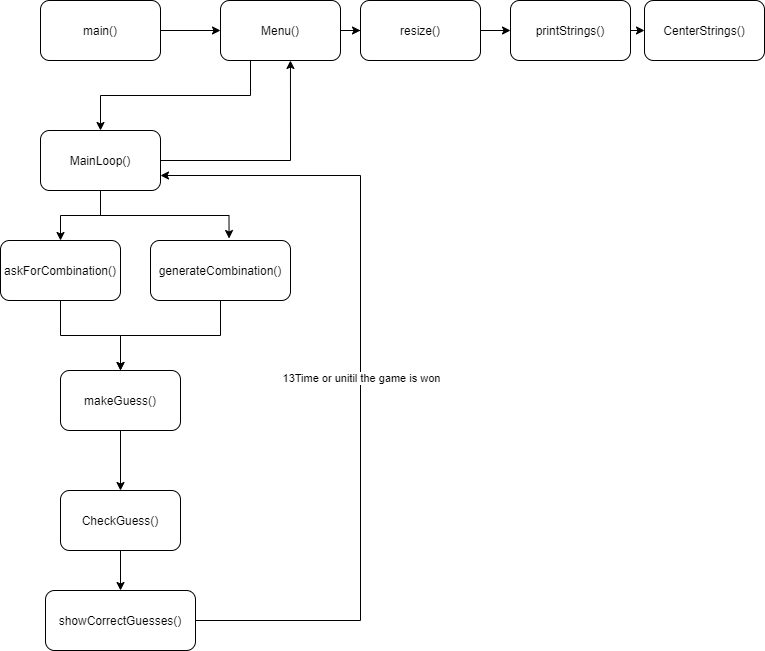 main()
Menu()
resize()
printStrings()
CenterStrings()
MainLoop()
askForCombination()
generateCombination()
13Time or unitil the game is won
makeGuess()
CheckGuess()
showCorrectGuesses()